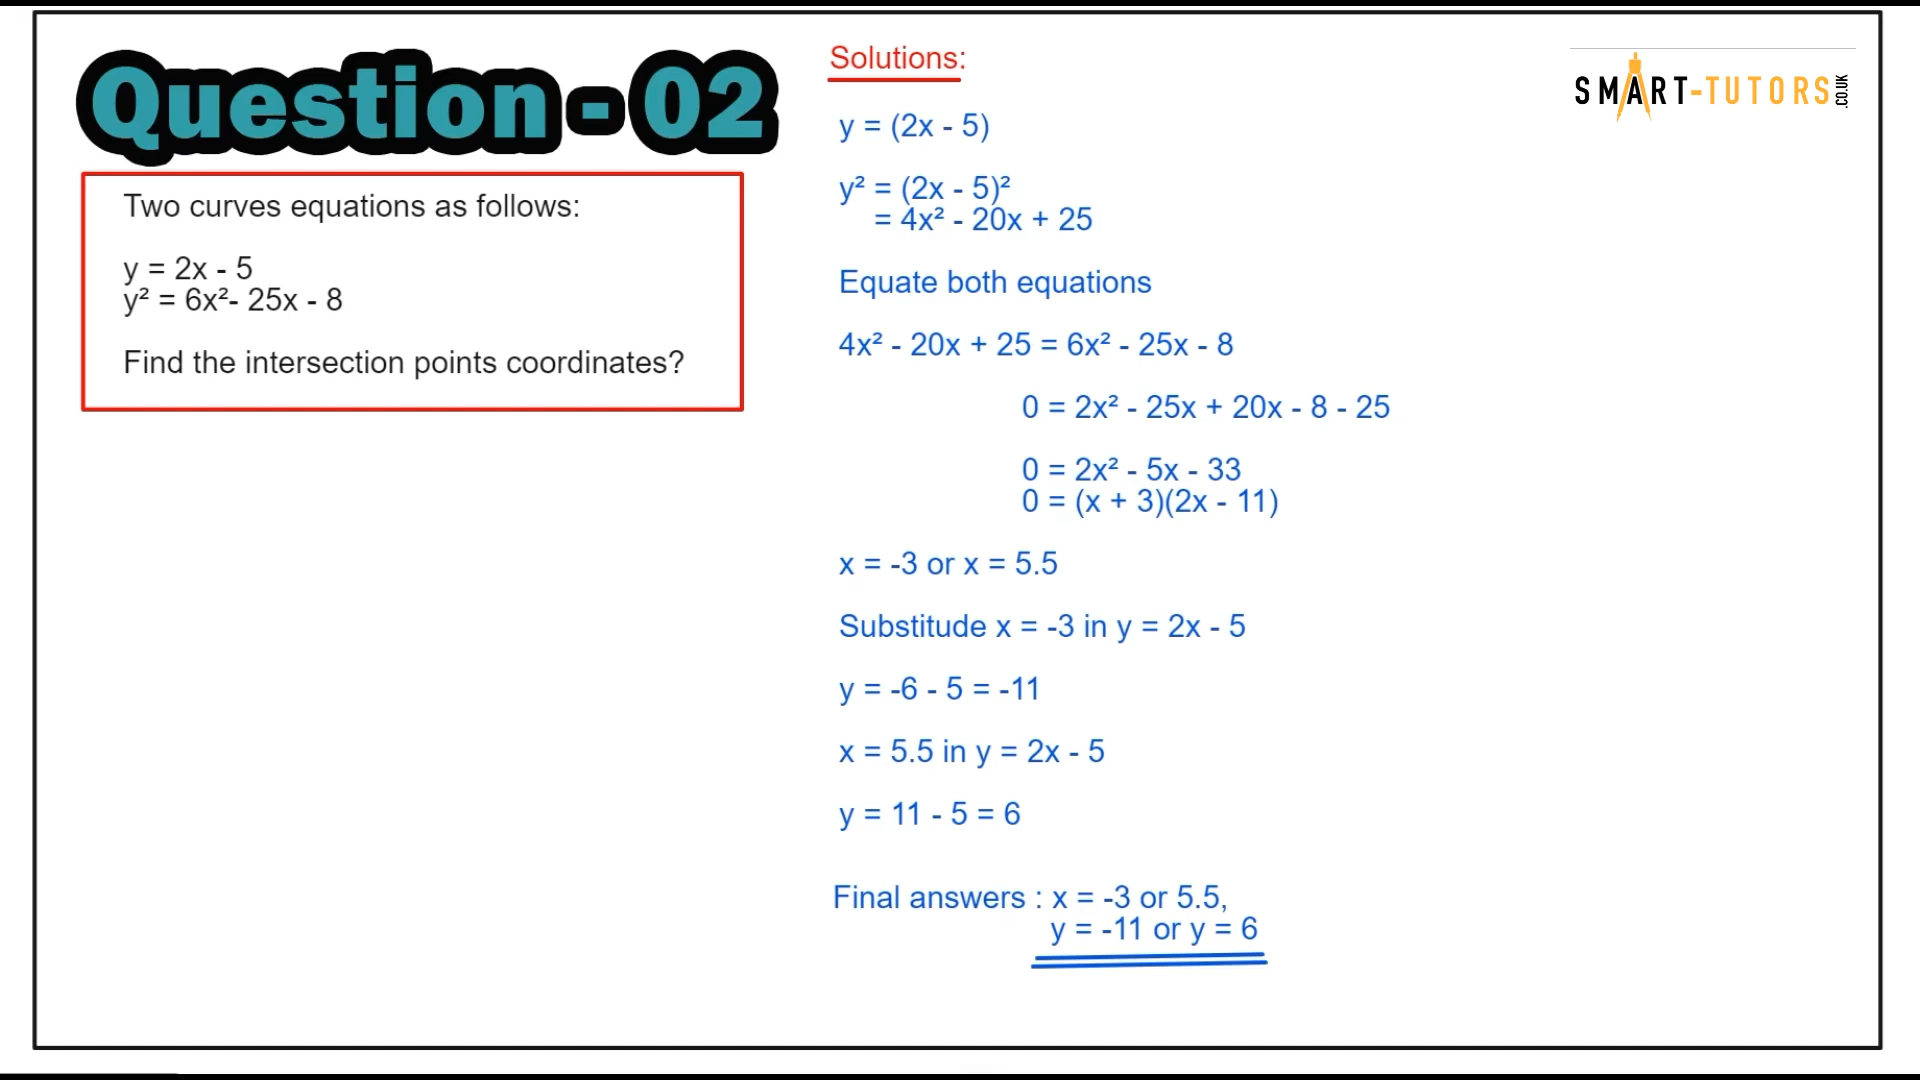 Question - 02
Two curves equations as follows:
y = 2x - 5
y² = 6x²- 25x - 8
Find the intersection points coordinates?
Solutions:
y = (2x - 5)
y² = (2x - 5)²
= 4x² - 20x + 25
Equate both equations
4x² - 20x + 25 = 6x² - 25x - 8
0 = 2x² - 25x + 20x - 8 - 25
0 = 2x² - 5x - 33
0 = (x + 3)(2x - 11)
x = -3 or x = 5.5
Substitude x = -3 in y = 2x - 5
y = -6 - 5 = -11
x = 5.5 in y = 2x - 5
y = 11 - 5 = 6
Final answers : x = -3 or 5.5,
y = -11 or y = 6
SMART-TUTORS.CO.UK